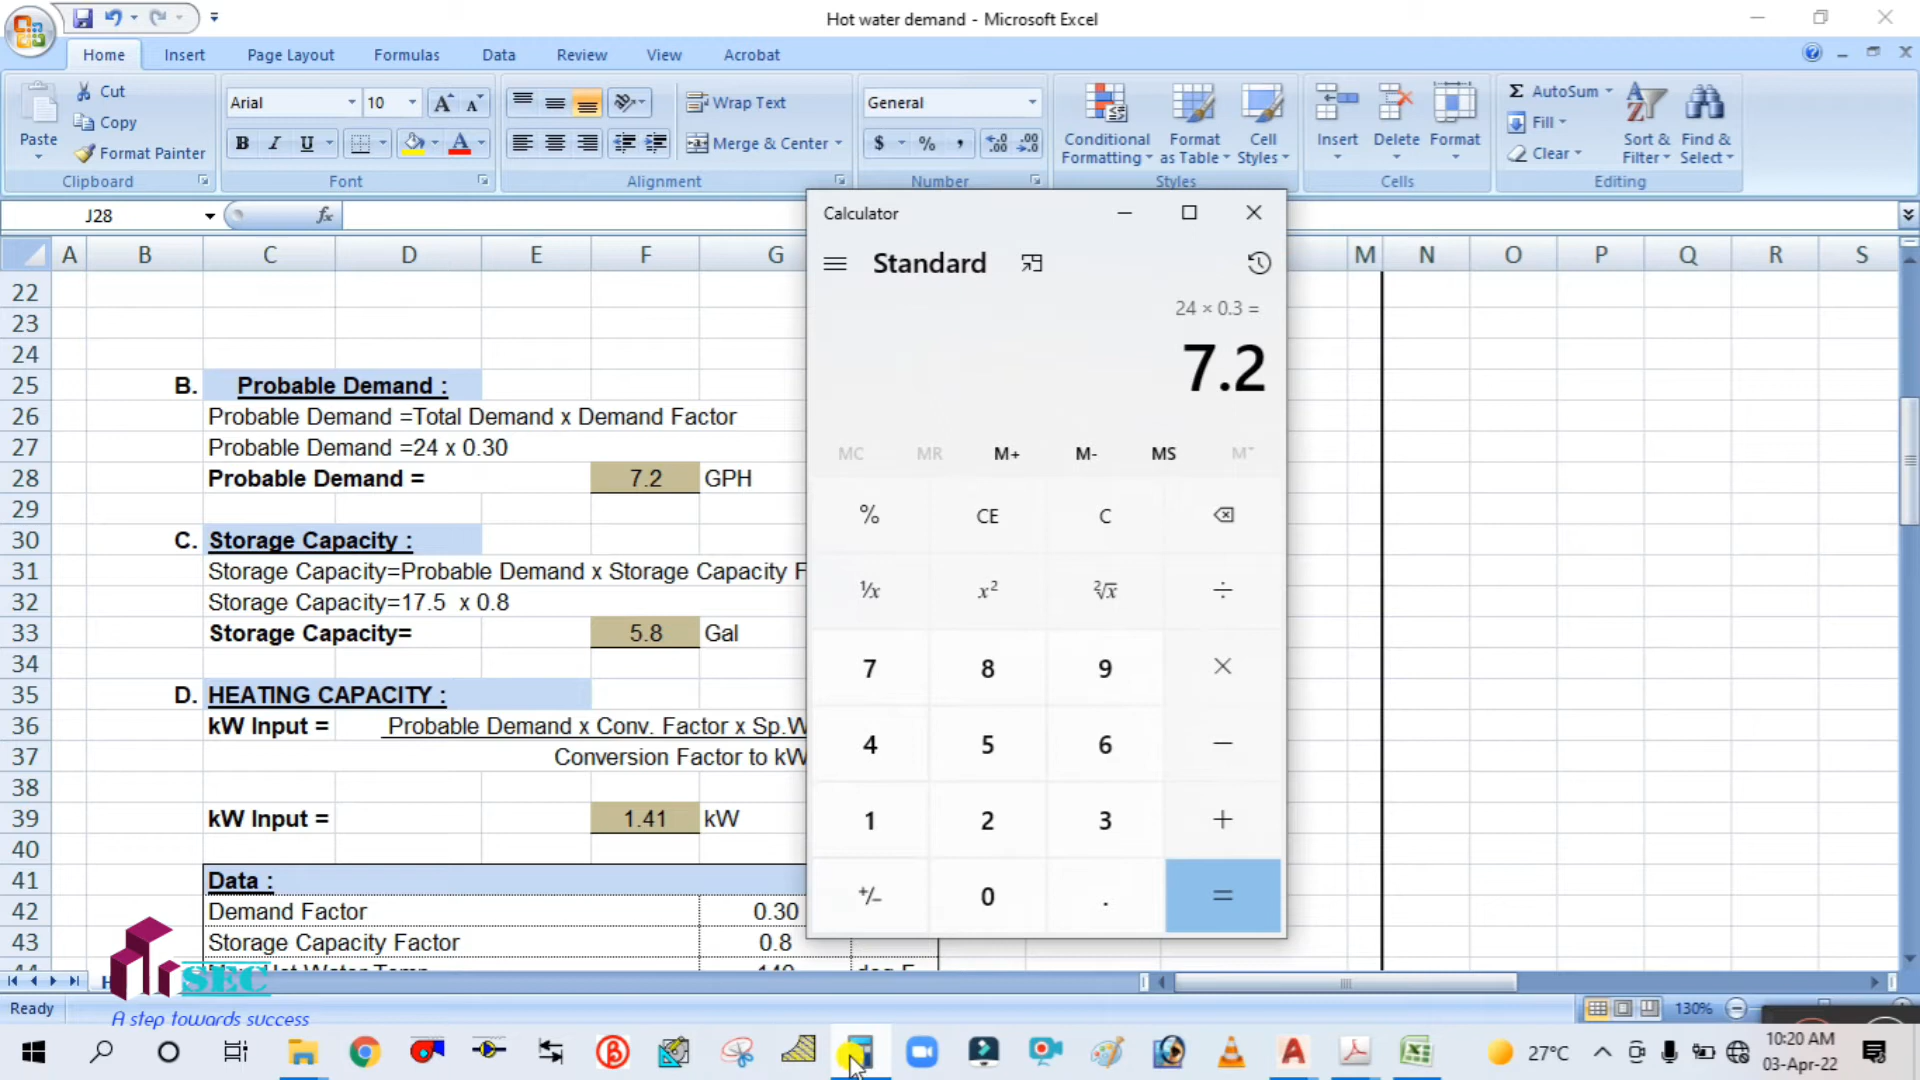 Hot water demand - Microsoft Excel
Home Insert Page Layout Formulas Data Review View Acrobat
Cut
Copy
Format Painter
Paste
Clipboard
Arial 10
B I U
Font
Wrap Text
Merge & Center
Alignment
General
$ % ,
Number
Conditional Formatting
Format as Table
Cell Styles
Styles
Insert Delete Format
Cells
Σ AutoSum
Fill
Clear
Sort & Filter
Find & Select
Editing
J28 fx
A B C D E F G M N O P Q R S
22
23
24
25 B. Probable Demand :
26 Probable Demand =Total Demand x Demand Factor
27 Probable Demand =24 x 0.30
28 Probable Demand = 7.2 GPH
29
30 C. Storage Capacity :
31 Storage Capacity=Probable Demand x Storage Capacity F
32 Storage Capacity=17.5 x 0.8
33 Storage Capacity= 5.8 Gal
34
35 D. HEATING CAPACITY :
36 kW Input = Probable Demand x Conv. Factor x Sp.W
37 Conversion Factor to kW
38
39 kW Input = 1.41 kW
40
41 Data :
42 Demand Factor 0.30
43 Storage Capacity Factor 0.8
Calculator
Standard
24 × 0.3 =
7.2
MC MR M+ M- MS M˅
% CE C
¹/x x² ²√x ÷
7 8 9 ×
4 5 6 −
1 2 3 +
+/− 0 . =
SEC
A step towards success
Ready
130%
27°C
10:20 AM
03-Apr-22